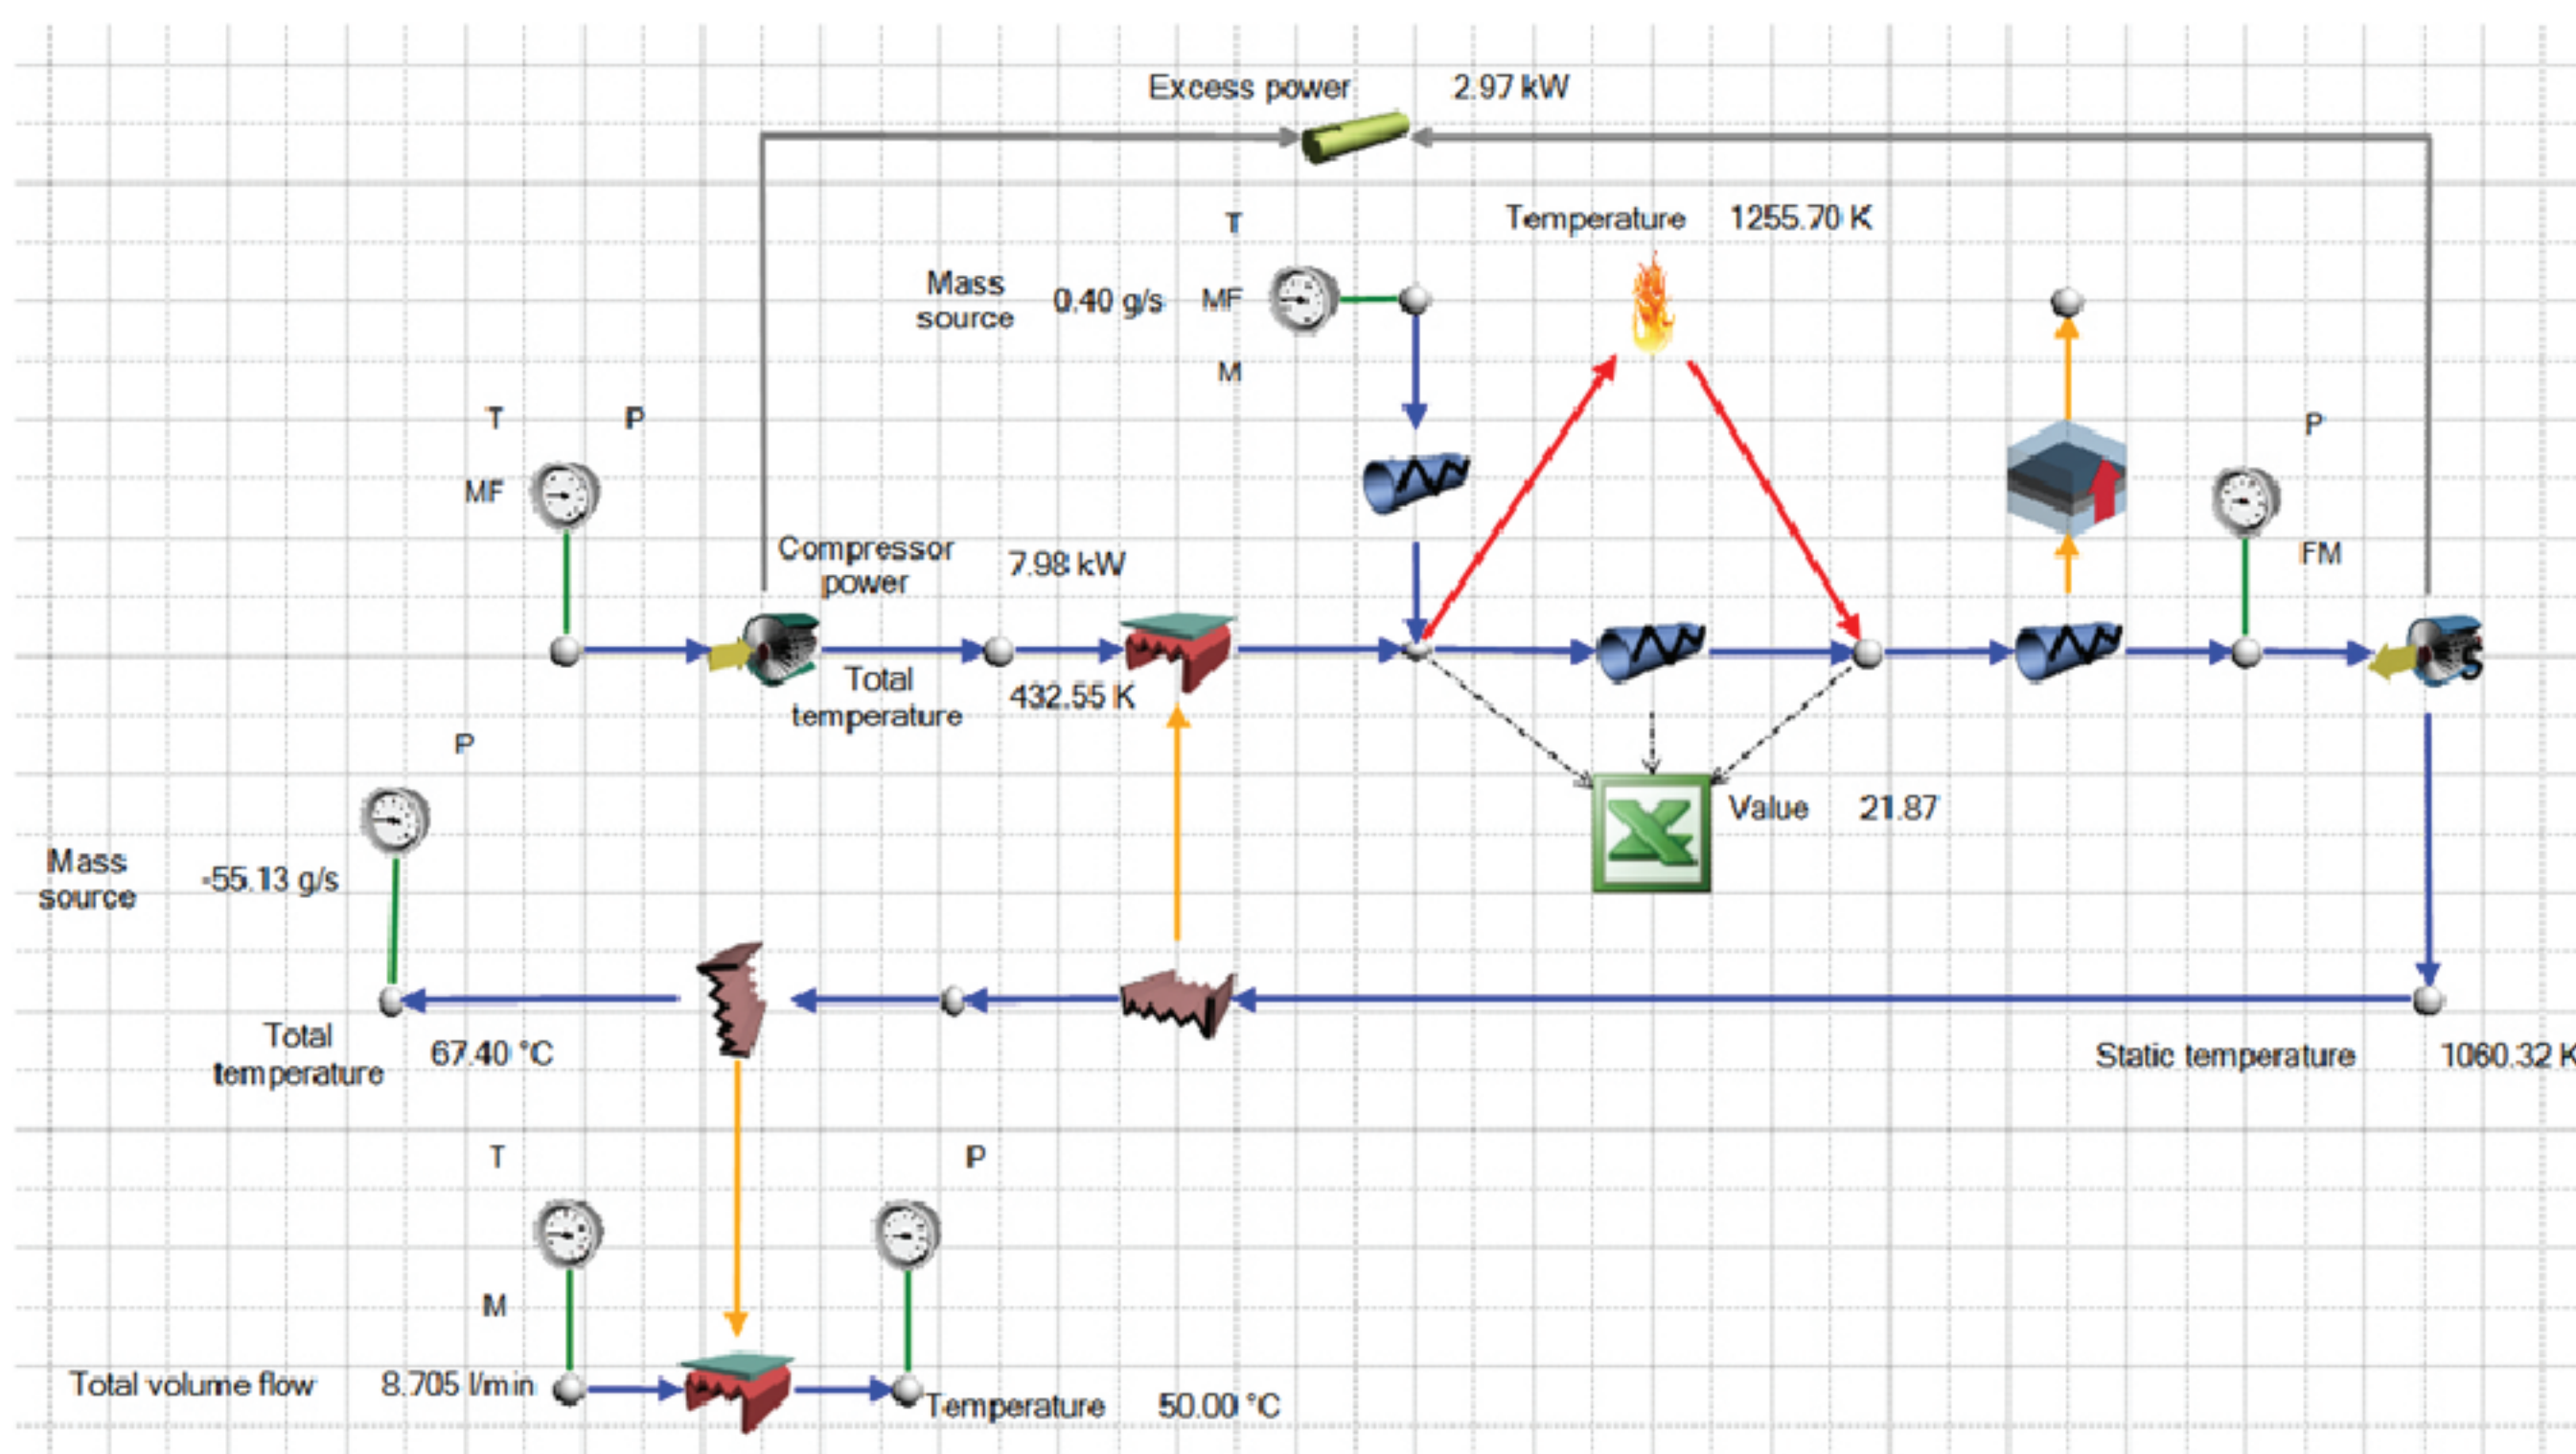 Excess power 2.97 kW
T
Temperature 1255.70 K
Mass
source 0.40 g/s MF
M
T P
P
MF
FM
Compressor
power 7.98 kW
Total
temperature 432.55 K
5
P
Value 21.87
Mass
source -55.13 g/s
Total
temperature 67.40 °C
Static temperature 1060.32 K
T P
M
Total volume flow 8.705 l/min
Temperature 50.00 °C